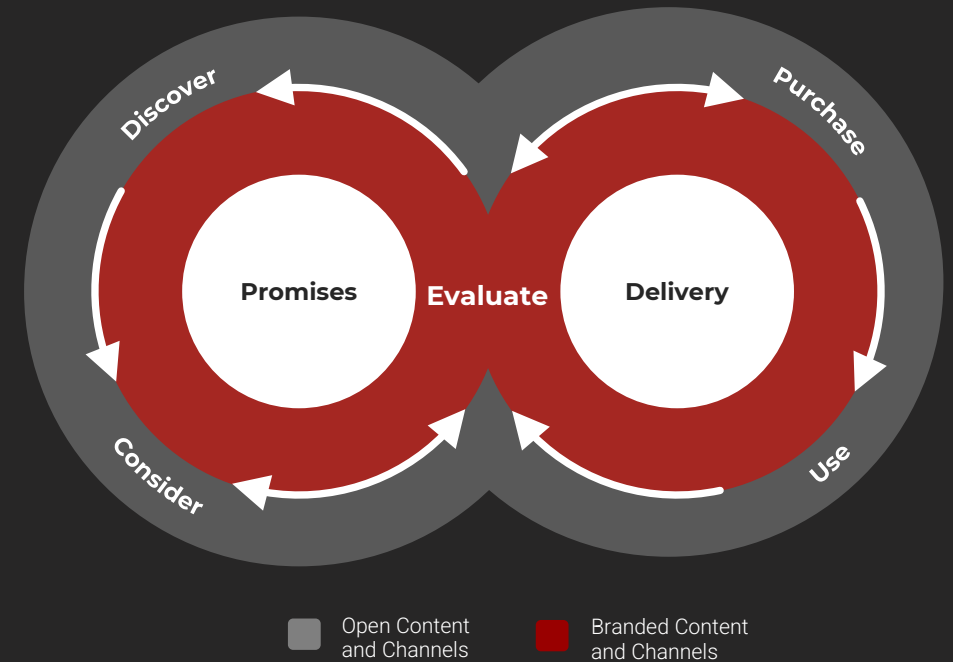 Discover
Purchase
Promises
Evaluate
Delivery
Consider
Use
Open Content
and Channels
Branded Content
and Channels